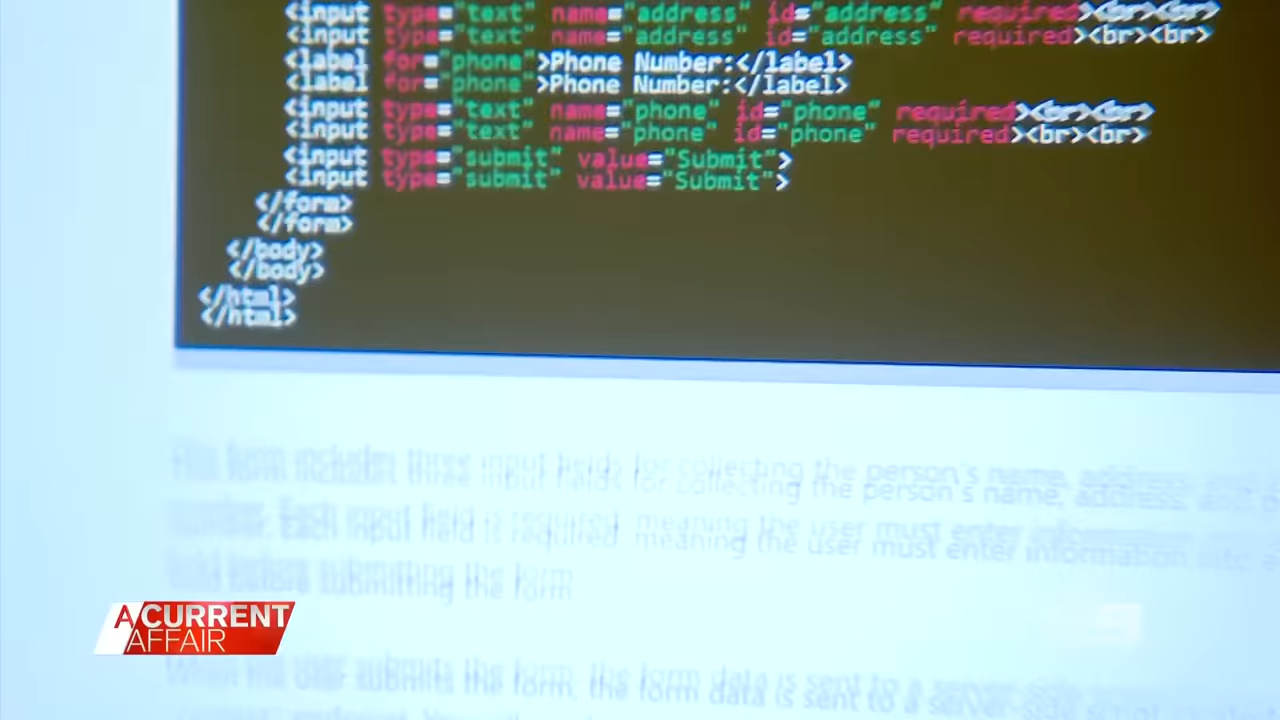 <input type="text" name="address" id="address" required><br><br>
<label for="phone">Phone Number:</label>
<input type="text" name="phone" id="phone" required><br><br>
<input type="submit" value="Submit">
</form>
</body>
</html>
This form includes three input fields for collecting the person's name, address, and
number. Each input field is required, meaning the user must enter information into
field before submitting the form
A CURRENT
AFFAIR
When the user submits the form, the form data is sent to a server-side script